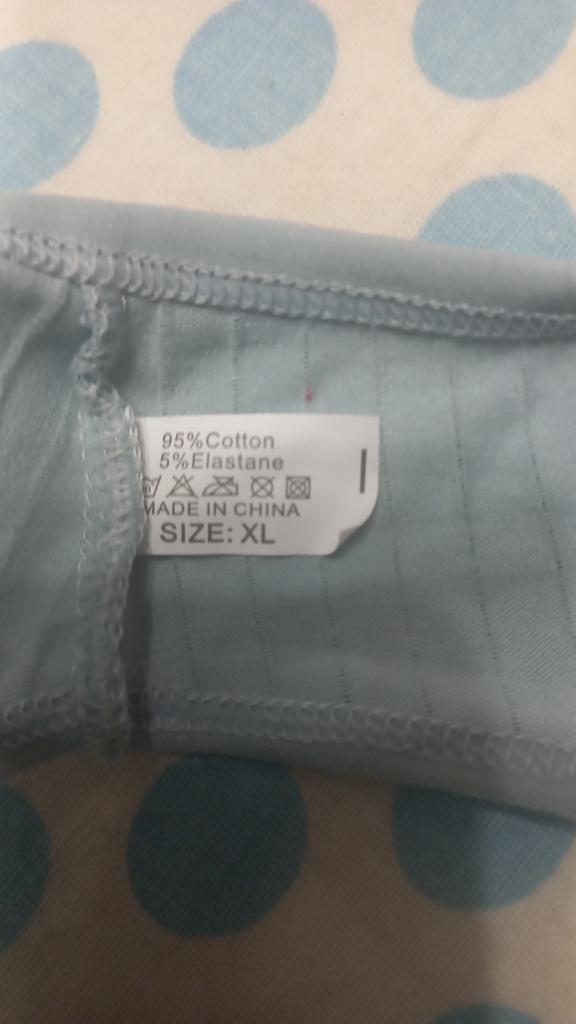 95%Cotton
5%Elastane
MADE IN CHINA
SIZE: XL